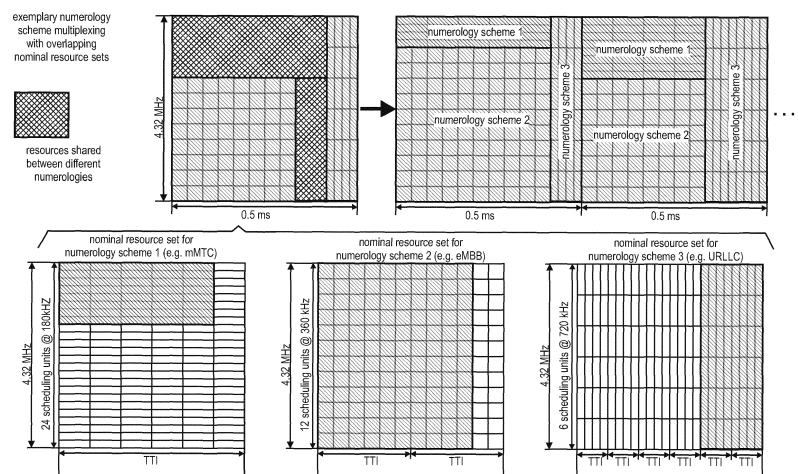 exemplary numerology
scheme multiplexing
with overlapping
nominal resource sets
resources shared
between different
numerologies
4.32 MHz
0.5 ms
numerology scheme 1
numerology scheme 2
numerology scheme 3
numerology scheme 1
numerology scheme 2
numerology scheme 3
...
0.5 ms
0.5 ms
nominal resource set for
numerology scheme 1 (e.g. mMTC)
4.32 MHz
24 scheduling units @ 180kHZ
TTI
nominal resource set for
numerology scheme 2 (e.g. eMBB)
4.32 MHz
12 scheduling units @ 360 kHz
TTI
TTI
nominal resource set for
numerology scheme 3 (e.g. URLLC)
4.32 MHz
6 scheduling units @ 720 kHz
TTI
TTI
TTI
TTI
TTI
TTI